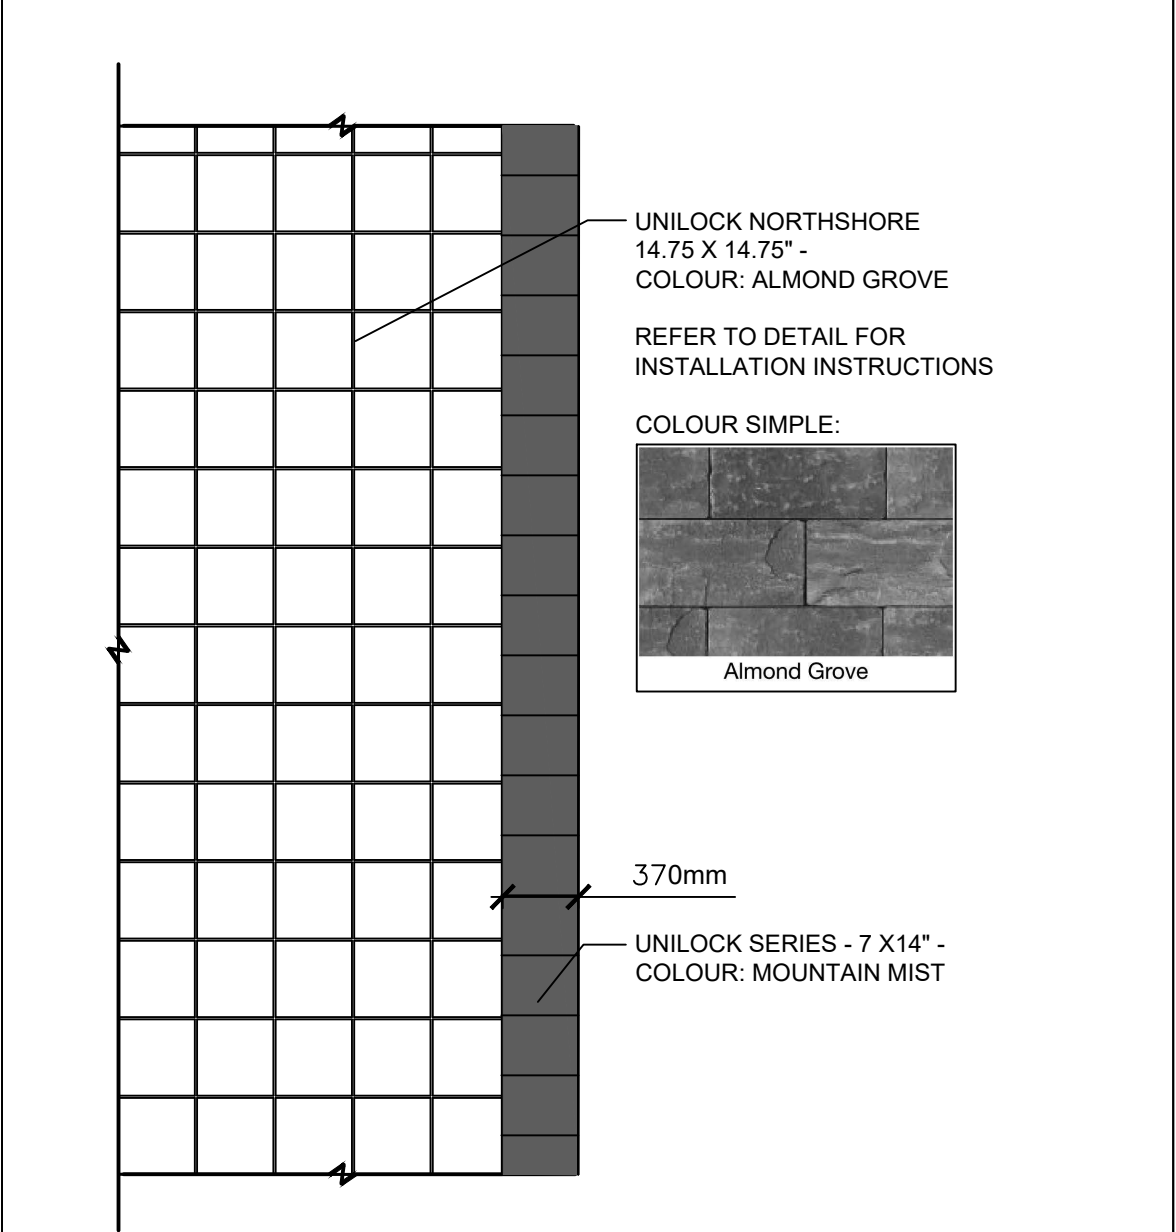 UNILOCK NORTHSHORE
14.75 X 14.75" -
COLOUR: ALMOND GROVE
REFER TO DETAIL FOR
INSTALLATION INSTRUCTIONS
COLOUR SIMPLE:
Almond Grove
370mm
UNILOCK SERIES - 7 X14" -
COLOUR: MOUNTAIN MIST